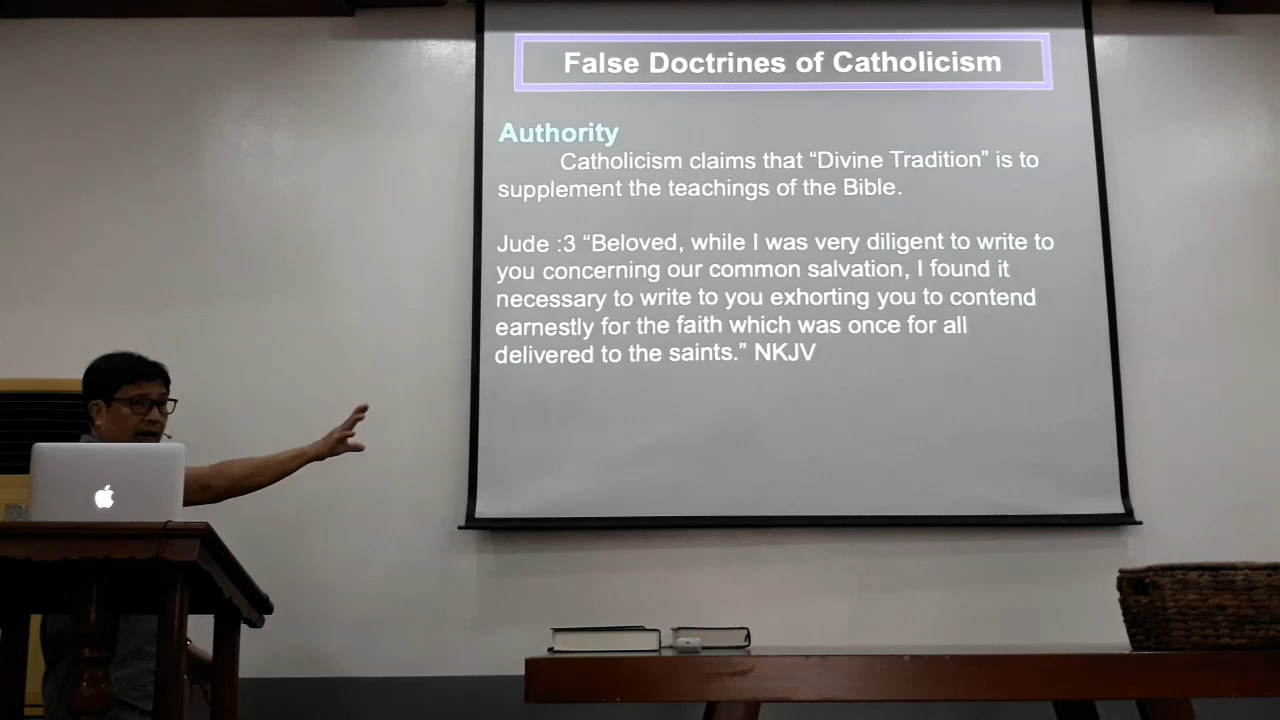 False Doctrines of Catholicism
Authority
Catholicism claims that “Divine Tradition” is to
supplement the teachings of the Bible.
Jude :3 “Beloved, while I was very diligent to write to
you concerning our common salvation, I found it
necessary to write to you exhorting you to contend
earnestly for the faith which was once for all
delivered to the saints.” NKJV